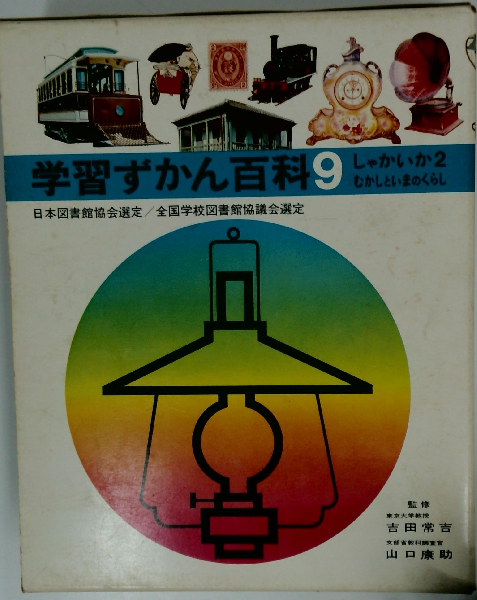 学習ずかん百科9
しゃかいか2
むかしといまのくらし
日本図書館協会選定/全国学校図書館協議会選定
監修
東京大学教授
吉田常吉
文部省教科調査官
山口康助